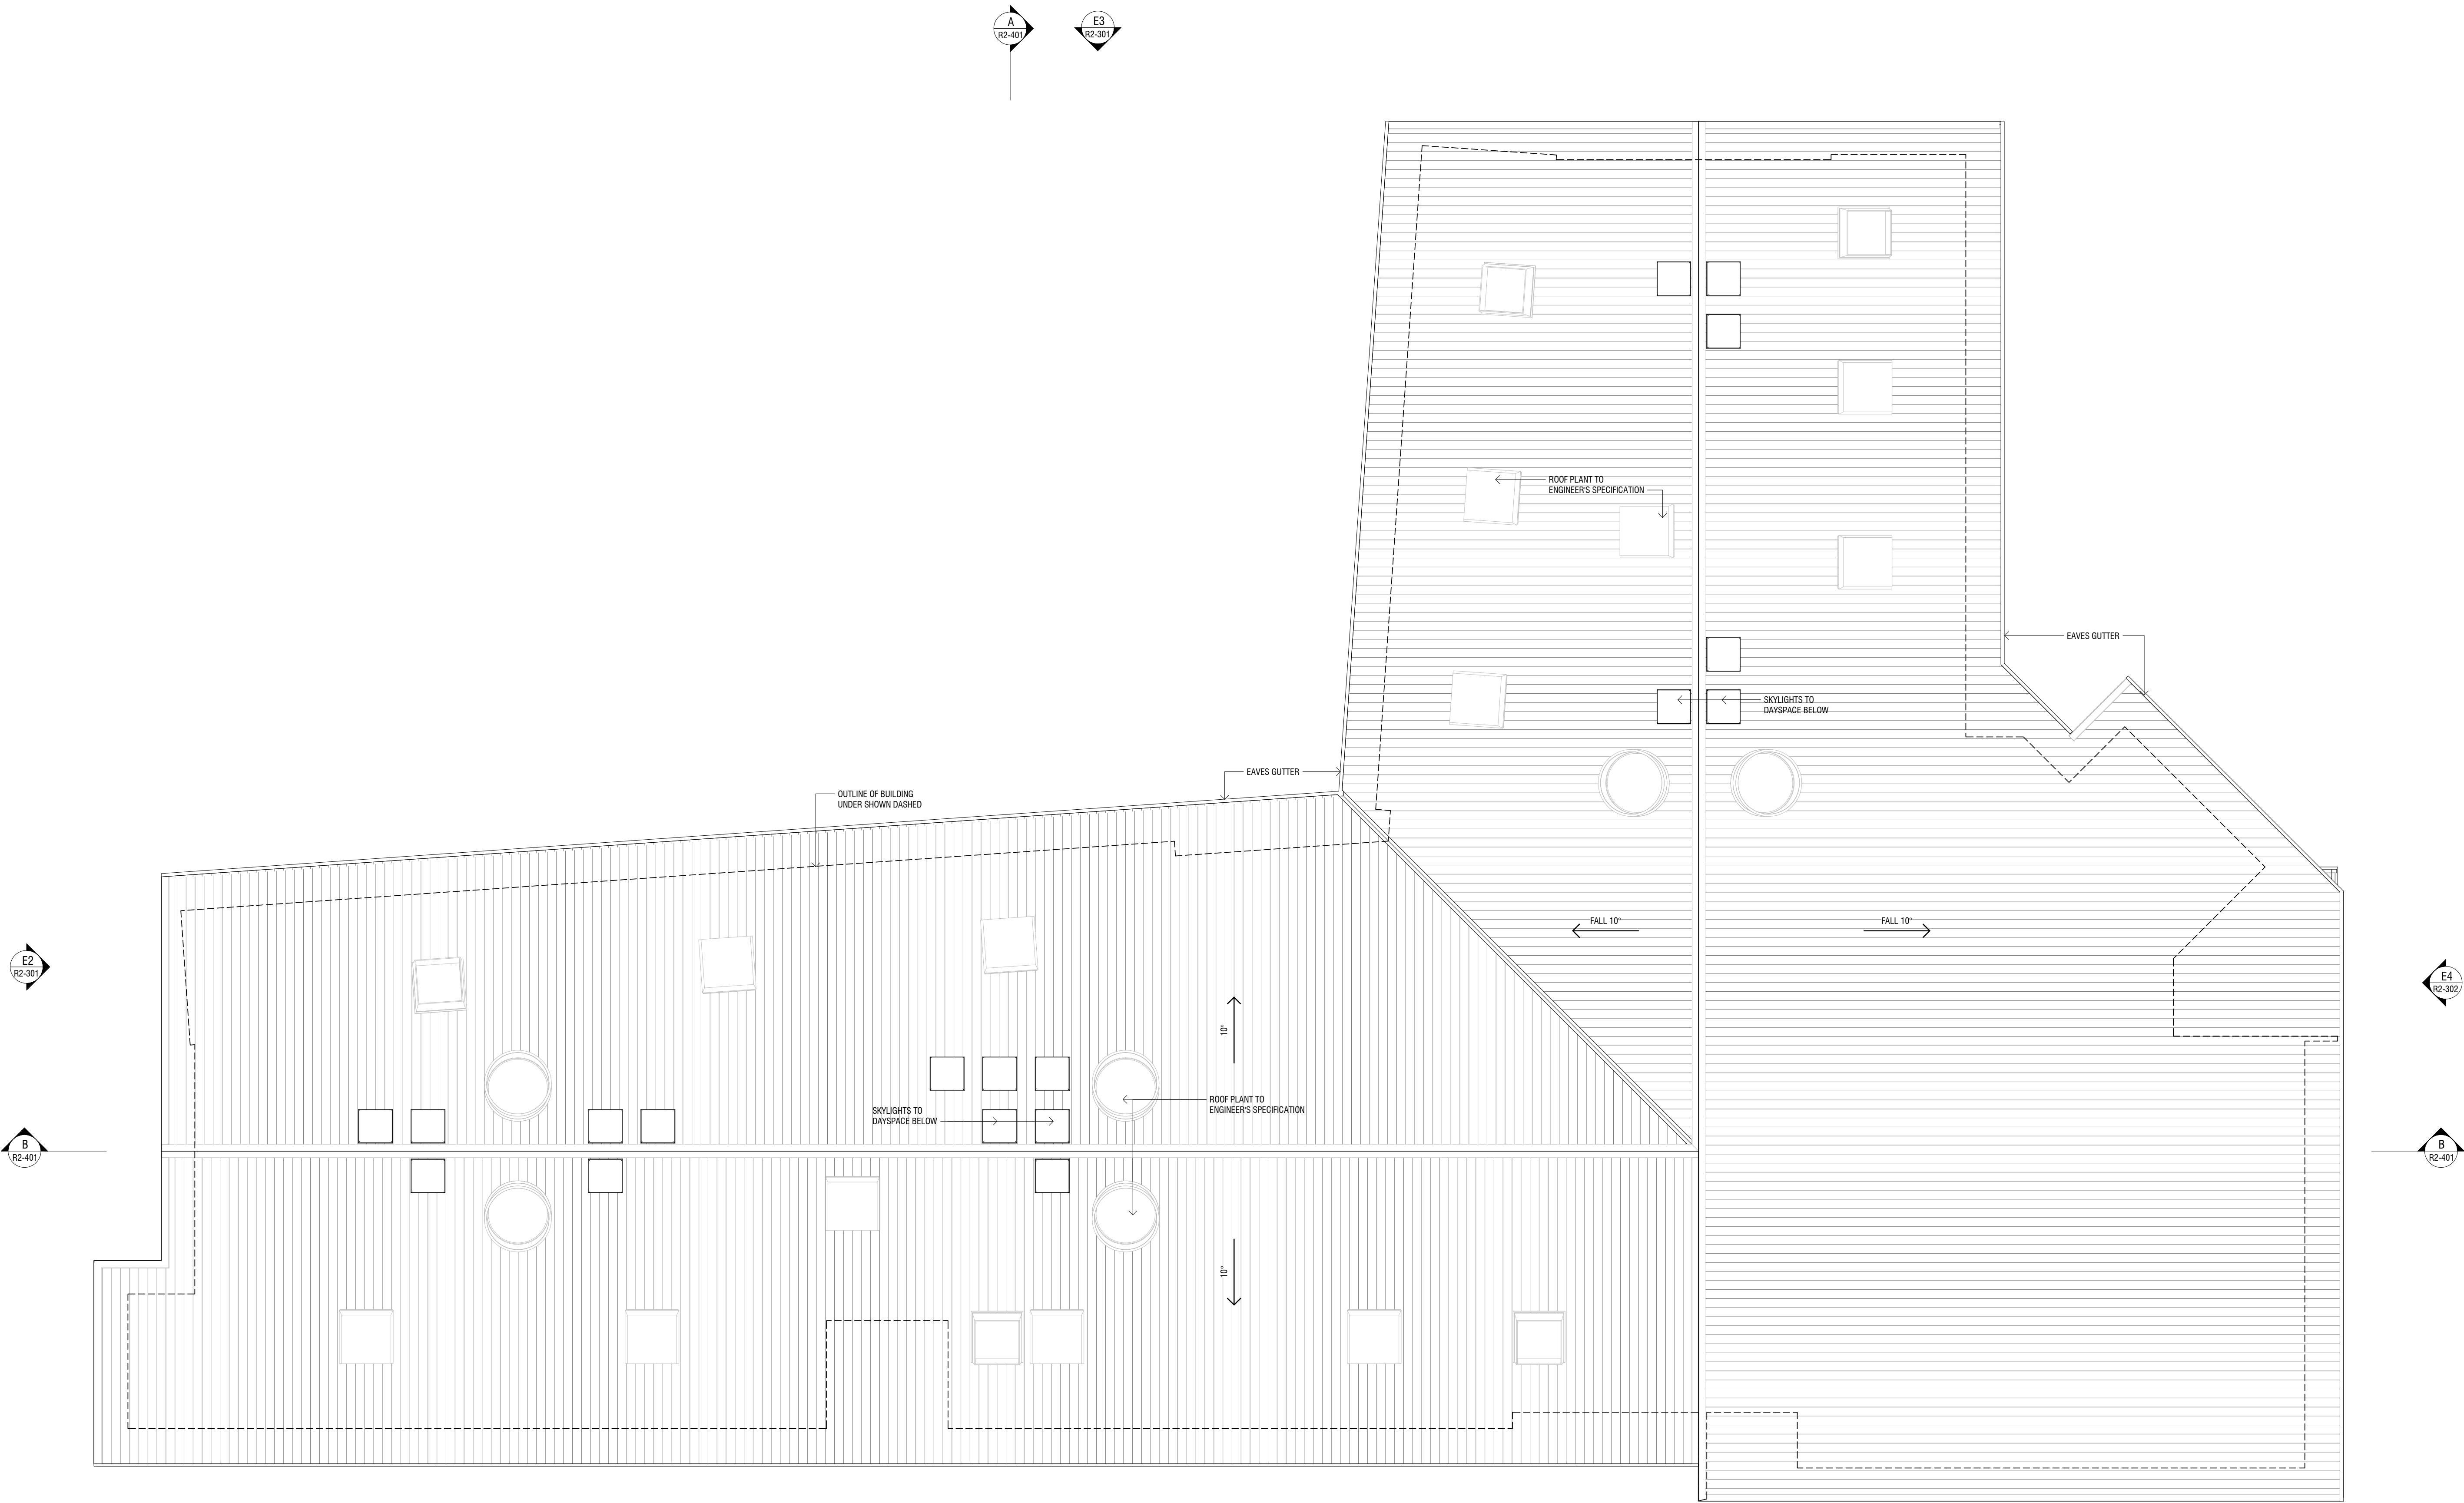 A
R2-401
E3
R2-301
ROOF PLANT TO
ENGINEER'S SPECIFICATION
EAVES GUTTER
SKYLIGHTS TO
DAYSPACE BELOW
EAVES GUTTER
OUTLINE OF BUILDING
UNDER SHOWN DASHED
FALL 10°
FALL 10°
E2
R2-301
E4
R2-302
10°
SKYLIGHTS TO
DAYSPACE BELOW
ROOF PLANT TO
ENGINEER'S SPECIFICATION
B
R2-401
B
R2-401
10°